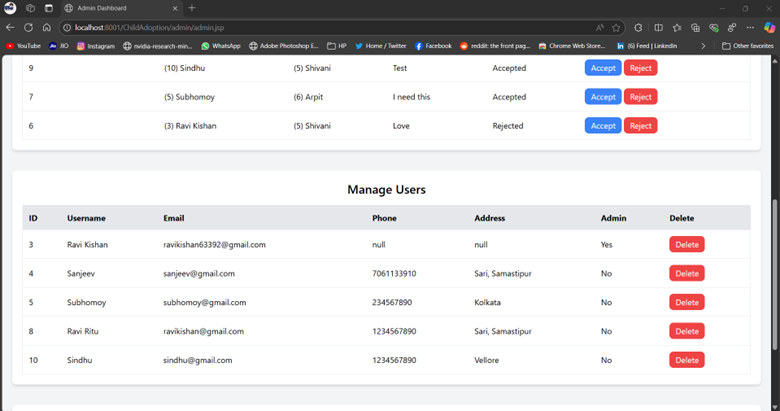 Admin Dashboard
localhost:8001/ChildAdoption/admin/admin.jsp
YouTube JIO Instagram nvidia-research-min... WhatsApp Adobe Photoshop E... HP Home / Twitter Facebook reddit: the front pag... Chrome Web Store... (6) Feed | LinkedIn Other favorites
9 (10) Sindhu (5) Shivani Test Accepted Accept Reject
7 (5) Subhomoy (6) Arpit I need this Accepted Accept Reject
6 (3) Ravi Kishan (5) Shivani Love Rejected Accept Reject
Manage Users
ID Username Email Phone Address Admin Delete
3 Ravi Kishan ravikishan63392@gmail.com null null Yes Delete
4 Sanjeev sanjeev@gmail.com 7061133910 Sari, Samastipur No Delete
5 Subhomoy subhomoy@gmail.com 234567890 Kolkata No Delete
8 Ravi Ritu ravikishan@gmail.com 1234567890 Sari, Samastipur No Delete
10 Sindhu sindhu@gmail.com 1234567890 Vellore No Delete